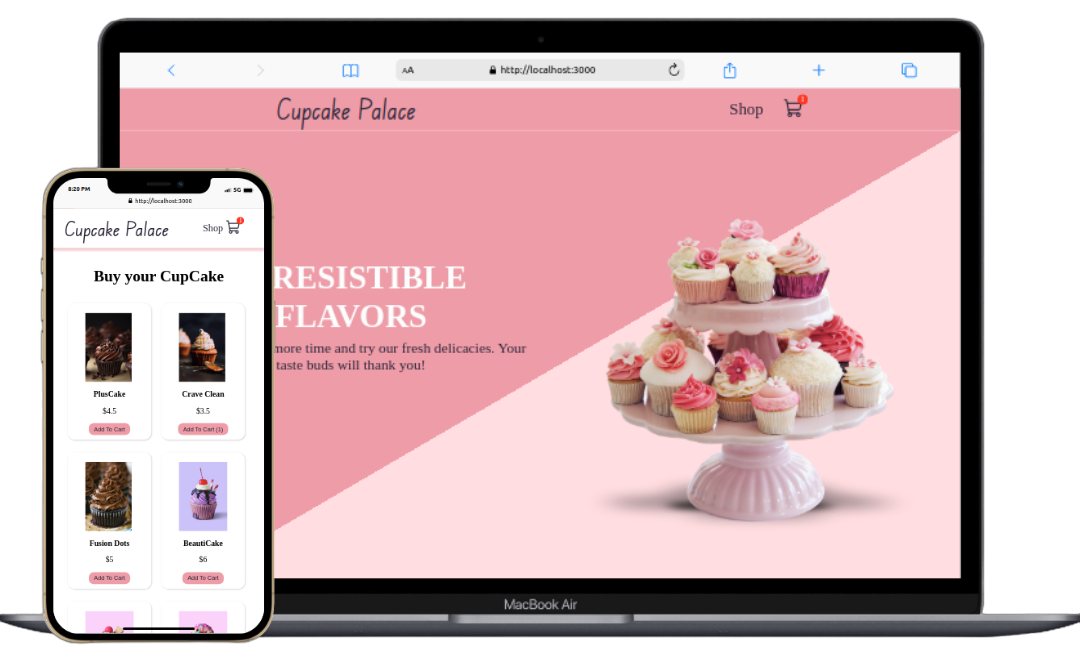 AA http://localhost:3000
Cupcake Palace
Shop
1
RESISTIBLE
FLAVORS
more time and try our fresh delicacies. Your
taste buds will thank you!
MacBook Air
8:20 PM
5G
http://localhost:3000
Cupcake Palace
Shop
1
Buy your CupCake
PlusCake
Crave Clean
$4.5
$3.5
Add To Cart
Add To Cart (1)
Fusion Dots
BeautiCake
$5
$6
Add To Cart
Add To Cart